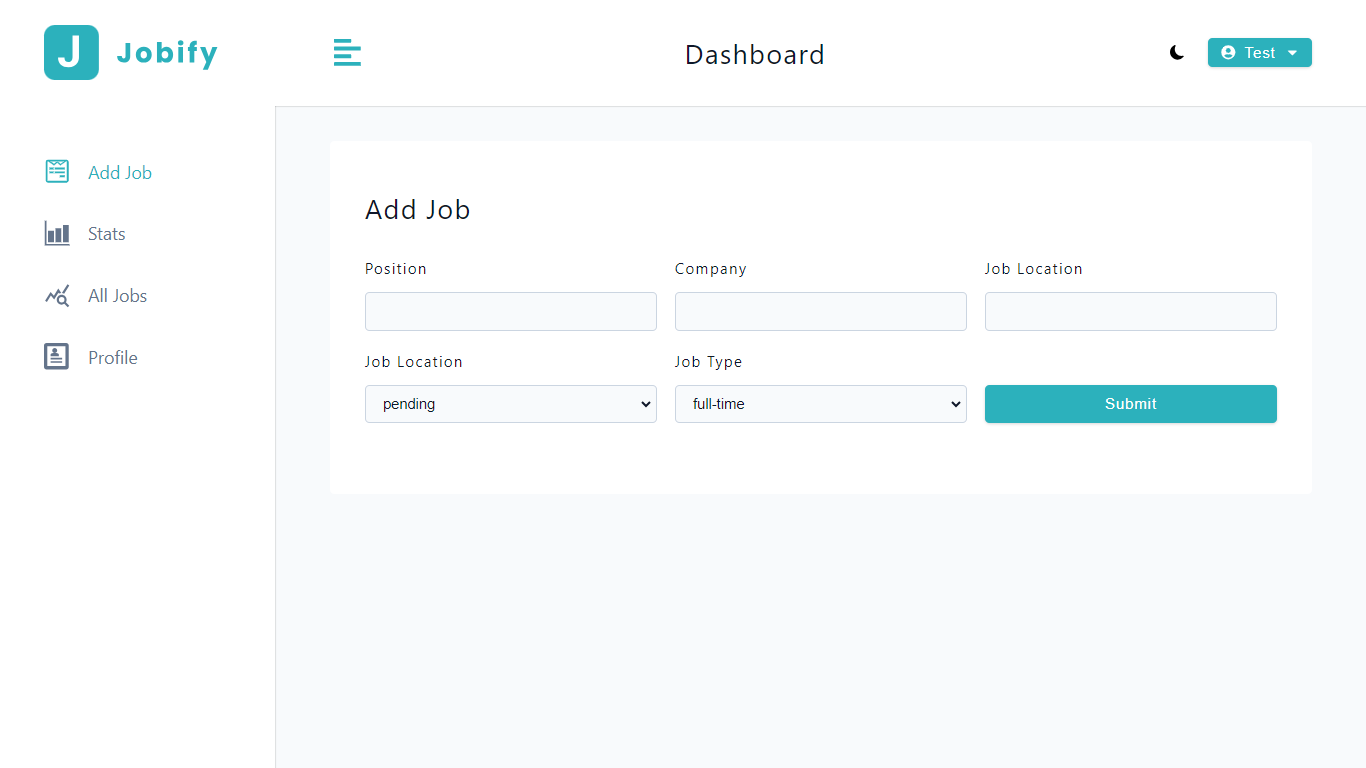 J Jobify
Dashboard
Test
Add Job
Stats
All Jobs
Profile
Add Job
Position Company Job Location
Job Location Job Type
pending full-time Submit